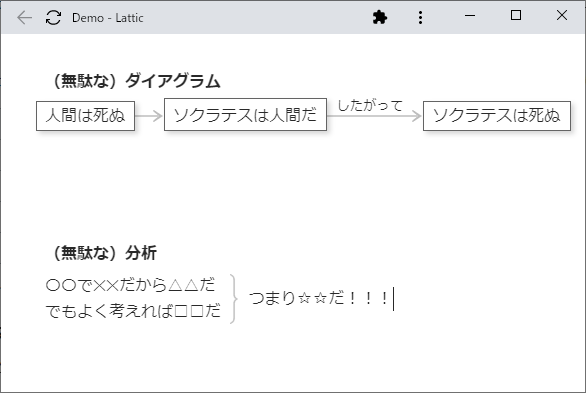 Demo - Lattic
（無駄な）ダイアグラム
人間は死ぬ
ソクラテスは人間だ
したがって
ソクラテスは死ぬ
（無駄な）分析
〇〇で××だから△△だ
でもよく考えれば□□だ
つまり☆☆だ！！！